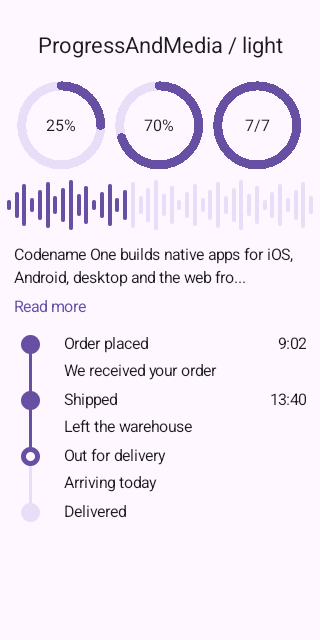 ProgressAndMedia / light
25% 70% 7/7
Codename One builds native apps for iOS,
Android, desktop and the web fro...
Read more
Order placed 9:02
We received your order
Shipped 13:40
Left the warehouse
Out for delivery
Arriving today
Delivered